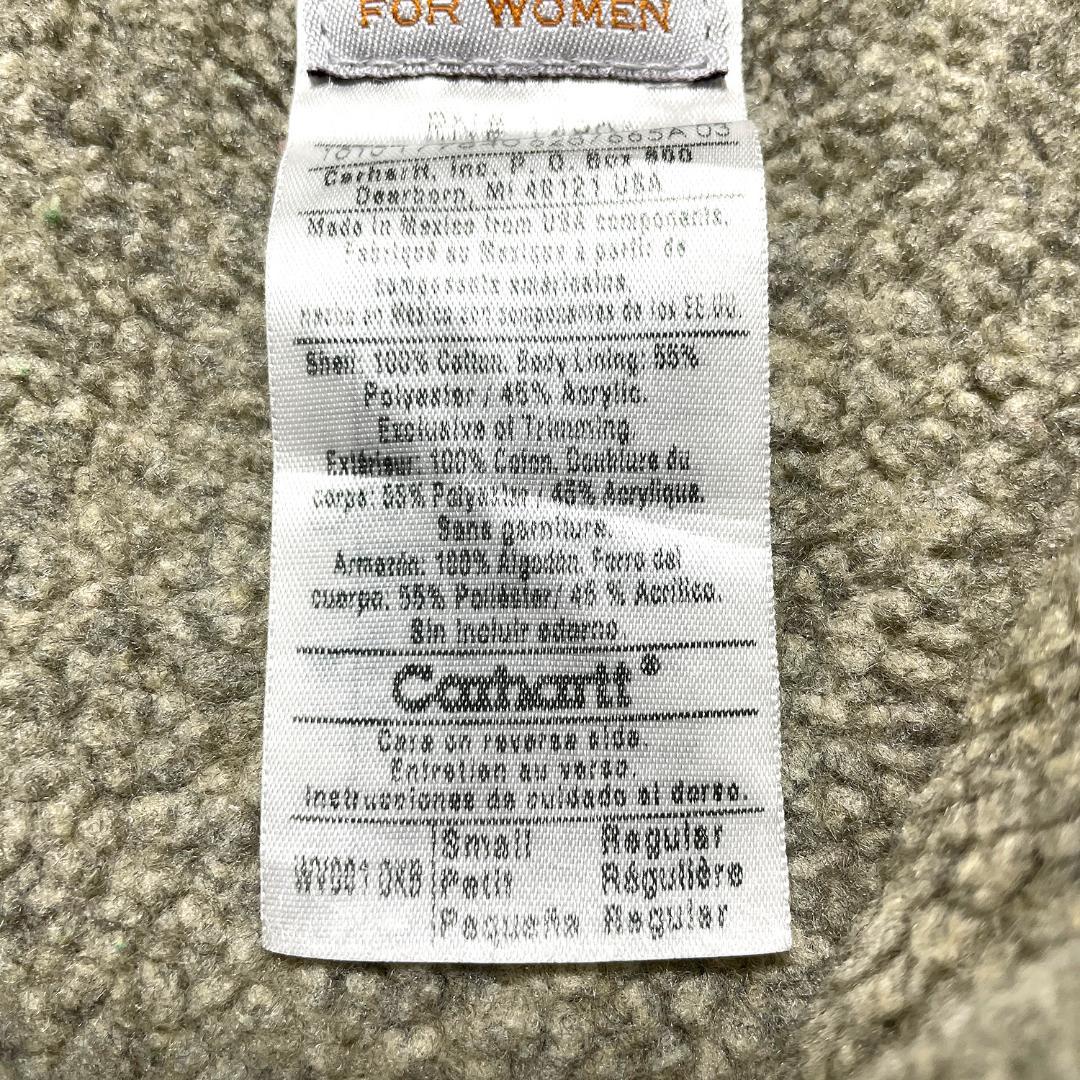 FOR WOMEN
RN#
Carhartt, Inc. P. O. Box 600
Dearborn, MI 48121 USA
Made in Mexico from USA components.
Fabriqué au Mexique à partir de
composants américains.
Hecho en México con componentes de los EE.UU.
Shell: 100% Cotton. Body Lining: 55%
Polyester / 45% Acrylic.
Exclusive of Trimming.
Extérieur: 100% Coton. Doublure du
corps: 55% Polyester / 45% Acrylique.
Sans garniture.
Armazón: 100% Algodón. Forro del
cuerpo: 55% Poliéster / 45 % Acrílico.
Sin incluir adorno
Carhartt®
Care on reverse side.
Entretien au verso.
Instrucciones de cuidado al dorso.
WV001 DKB Small Regular
Petit Régulière
Pequeña Regular